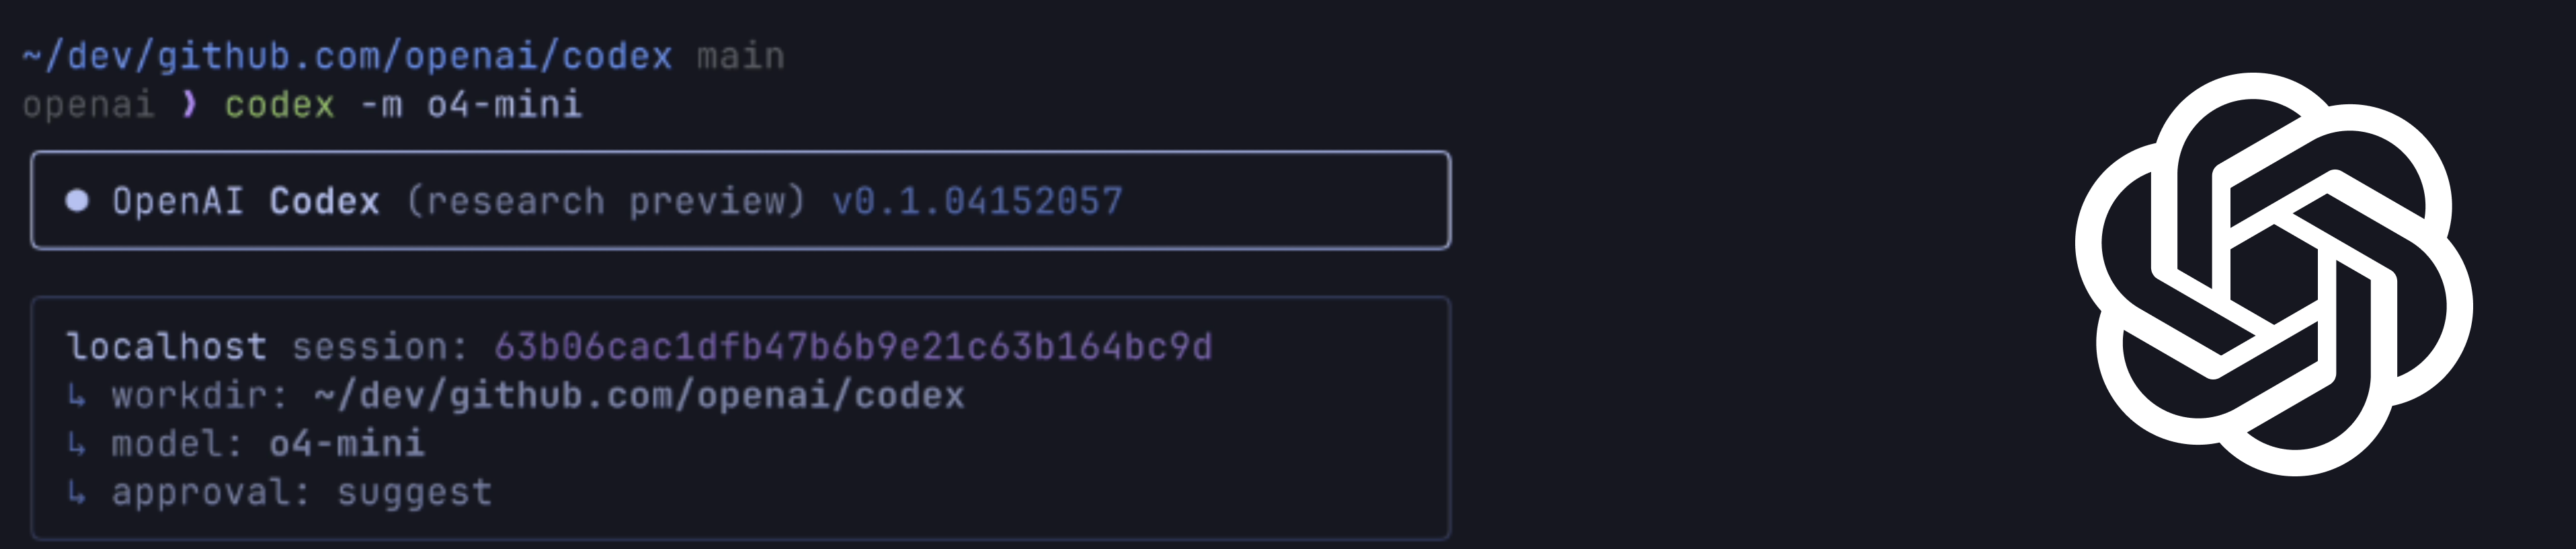 ~/dev/github.com/openai/codex main
openai ❯ codex -m o4-mini
● OpenAI Codex (research preview) v0.1.04152057
localhost session: 63b06cac1dfb47b6b9e21c63b164bc9d
↳ workdir: ~/dev/github.com/openai/codex
↳ model: o4-mini
↳ approval: suggest